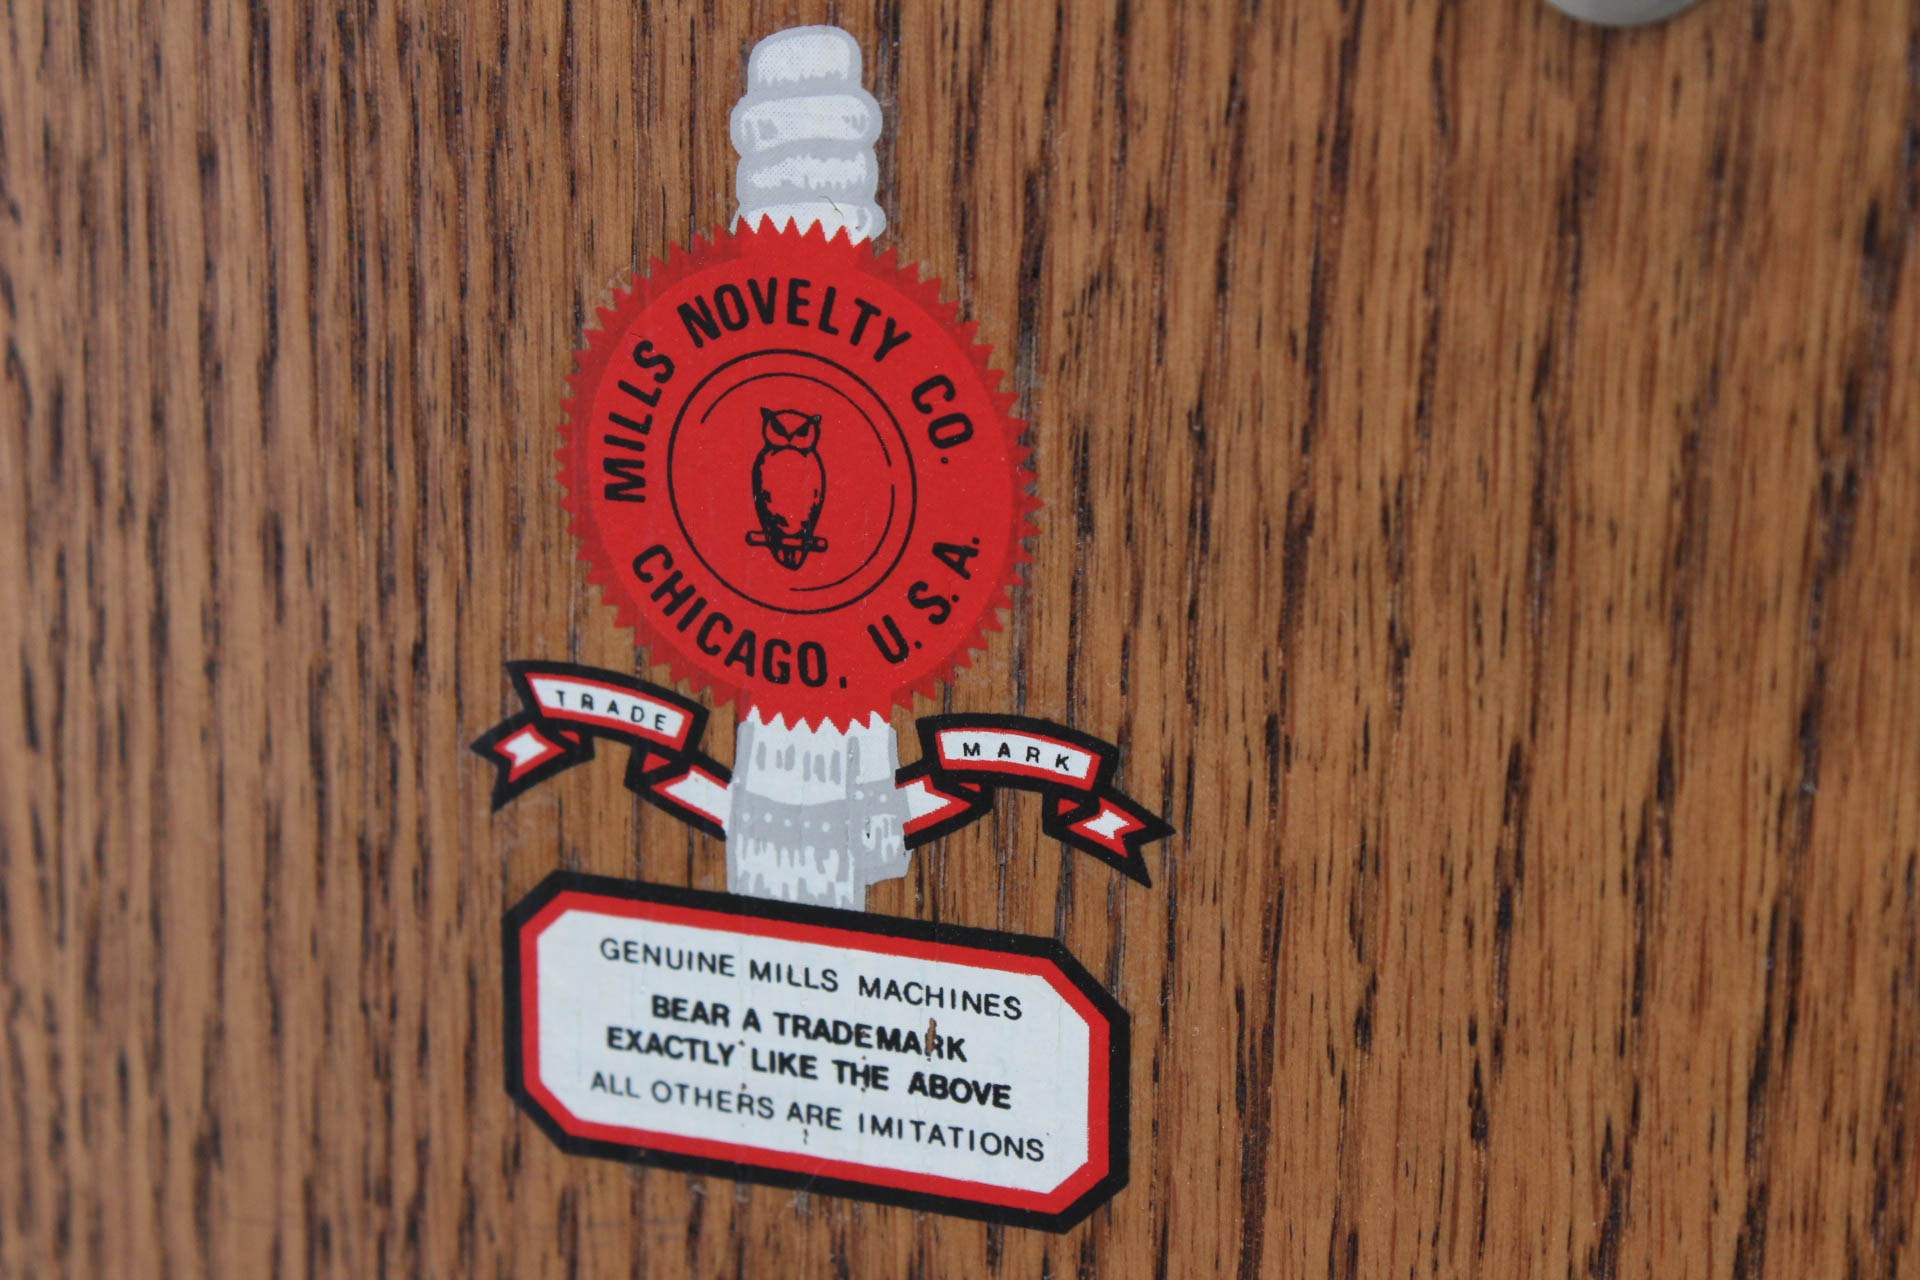 MILLS NOVELTY CO.
CHICAGO, U.S.A.
TRADE MARK
GENUINE MILLS MACHINES
BEAR A TRADEMARK
EXACTLY LIKE THE ABOVE
ALL OTHERS ARE IMITATIONS